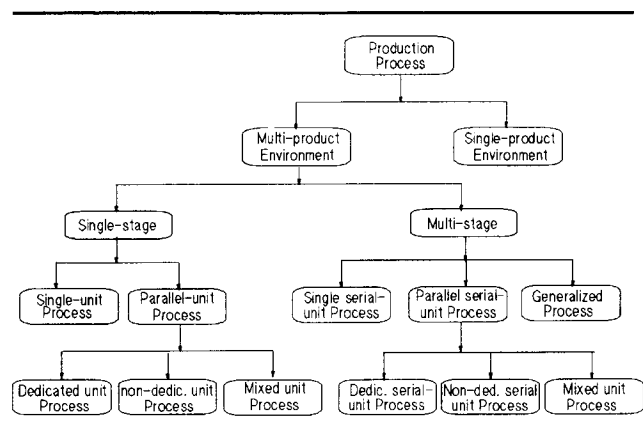 Production
Process
Multi-product
Environment
Single-product
Environment
Single-stage
Multi-stage
Single-unit
Process
Parallel-unit
Process
Single serial-
unit Process
Parallel serial-
unit Process
Generalized
Process
Dedicated unit
Process
non-dedic. unit
Process
Mixed unit
Process
Dedic. serial-
unit Process
Non-ded. serial
unit Process
Mixed unit
Process